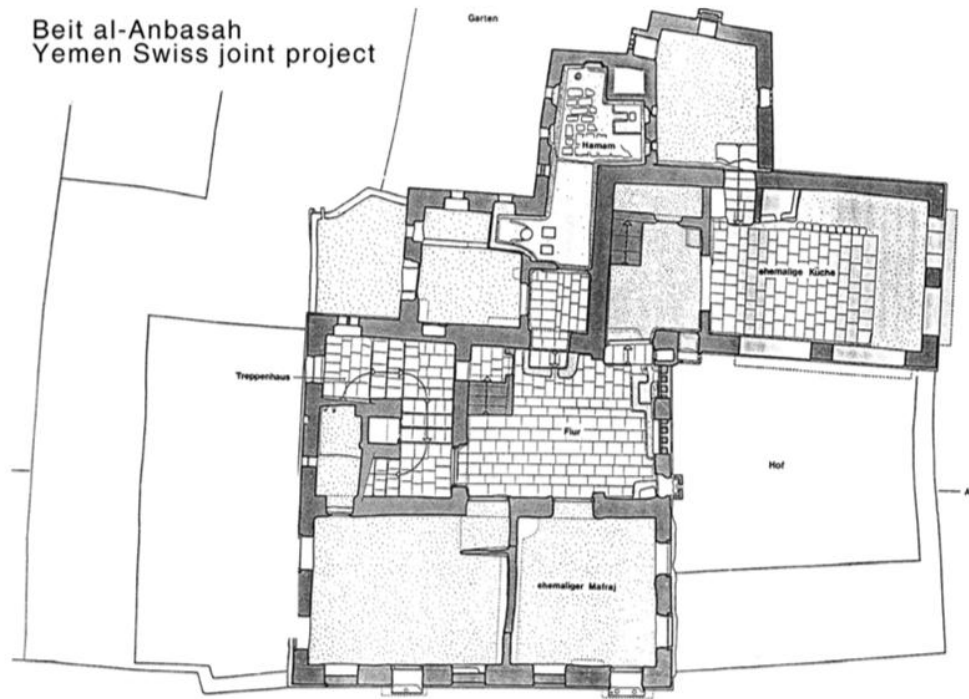 Beit al-Anbasah
Yemen Swiss joint project
Garten
Hamam
ehemalige Küche
Treppenhaus
Flur
Hof
A
ehemaliger Mafraj